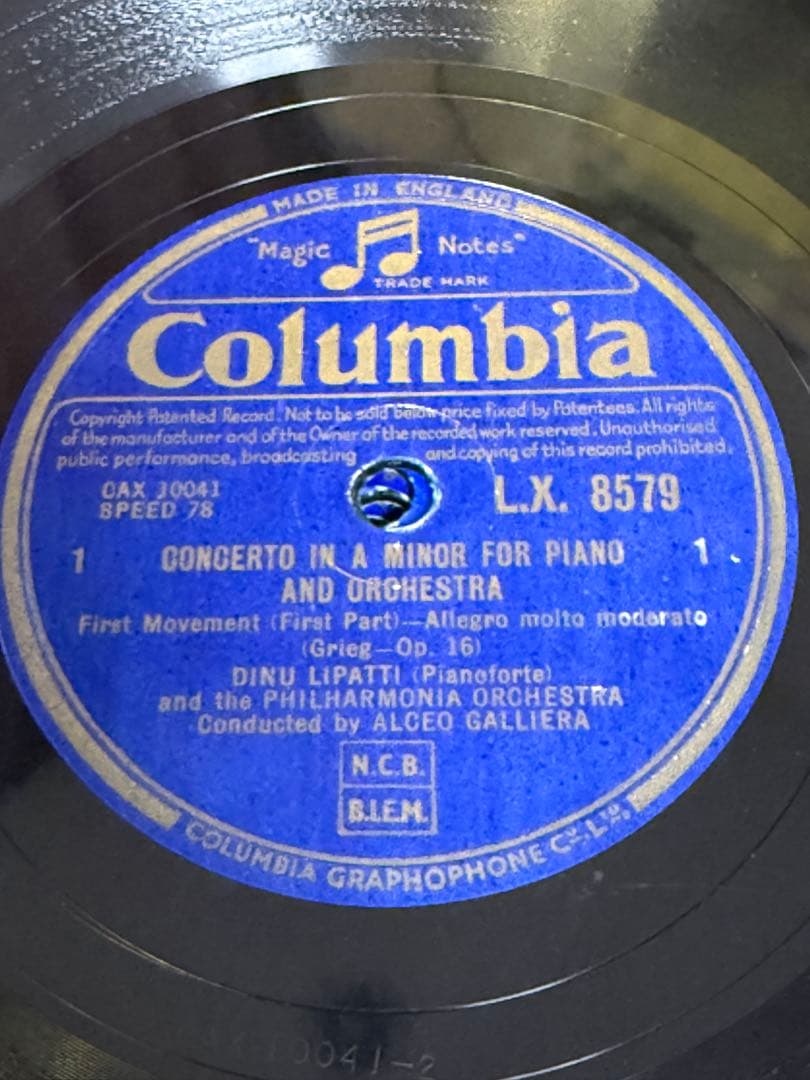 MADE IN ENGLAND
"Magic Notes"
TRADE MARK
Columbia
Copyright Patented Record. Not to be sold below price fixed by Patentees. All rights
of the manufacturer and of the Owner of the recorded work reserved. Unauthorised
public performance, broadcasting and copying of this record prohibited.
CAX 10041 L.X. 8579
SPEED 78
1 CONCERTO IN A MINOR FOR PIANO 1
AND ORCHESTRA
First Movement (First Part)—Allegro molto moderato
(Grieg—Op. 16)
DINU LIPATTI (Pianoforte)
and the PHILHARMONIA ORCHESTRA
Conducted by ALCEO GALLIERA
N.C.B.
B.I.E.M.
COLUMBIA GRAPHOPHONE Co. LTD.
10041-2